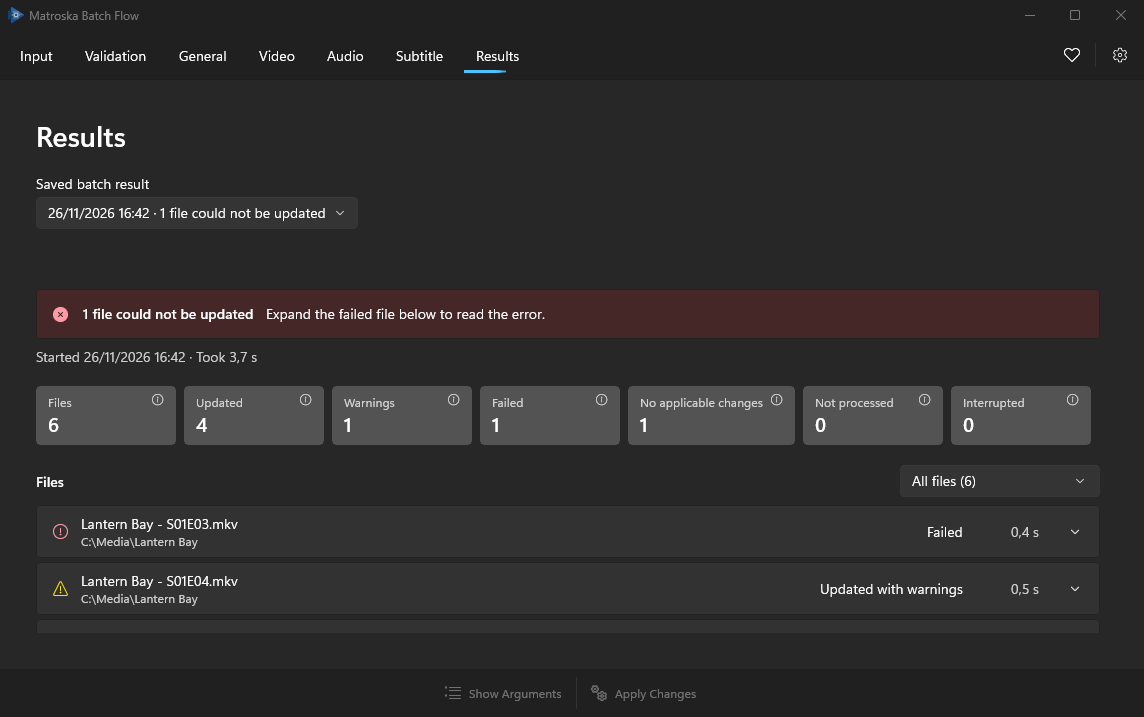 Matroska Batch Flow
Input Validation General Video Audio Subtitle Results
Results
Saved batch result
26/11/2026 16:42 · 1 file could not be updated
1 file could not be updated Expand the failed file below to read the error.
Started 26/11/2026 16:42 · Took 3,7 s
Files Updated Warnings Failed No applicable changes Not processed Interrupted
6 4 1 1 1 0 0
Files All files (6)
Lantern Bay - S01E03.mkv
C:\Media\Lantern Bay
Failed 0,4 s
Lantern Bay - S01E04.mkv
C:\Media\Lantern Bay
Updated with warnings 0,5 s
Show Arguments Apply Changes